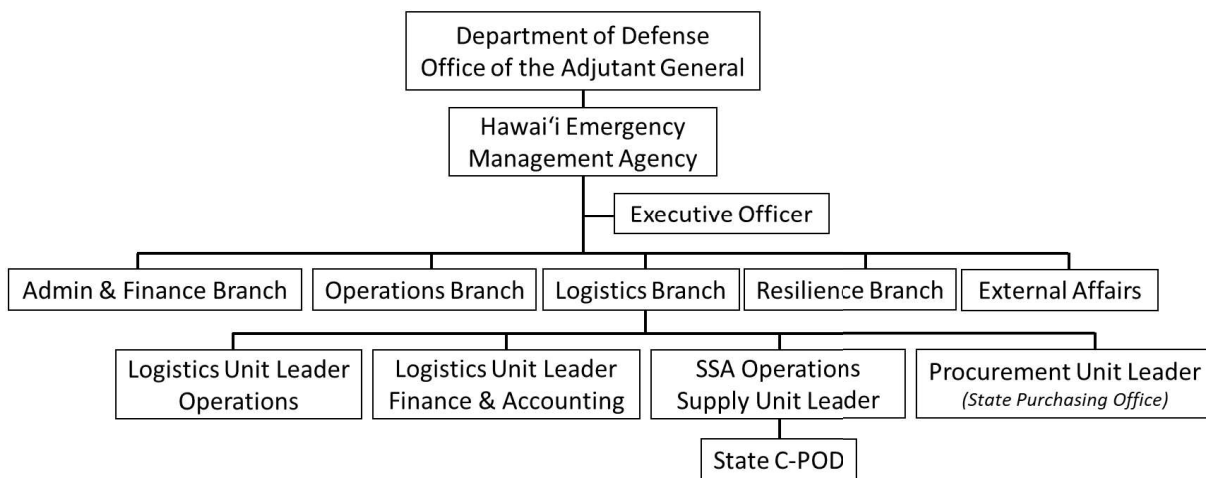 Department of Defense
Office of the Adjutant General
Hawaiʻi Emergency
Management Agency
Executive Officer
Admin & Finance Branch
Operations Branch
Logistics Branch
Resilience Branch
External Affairs
Logistics Unit Leader
Operations
Logistics Unit Leader
Finance & Accounting
SSA Operations
Supply Unit Leader
Procurement Unit Leader
(State Purchasing Office)
State C-POD